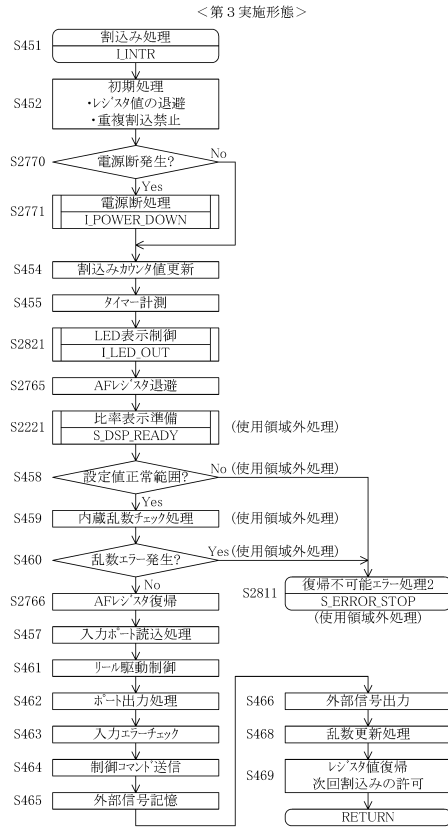 <第3実施形態>
S451
割込み処理
I_INTR
S452
初期処理
・レジスタ値の退避
・重複割込禁止
S2770
電源断発生?
No
Yes
S2771
電源断処理
I_POWER_DOWN
S454
割込みカウンタ値更新
S455
タイマー計測
S2821
LED表示制御
I_LED_OUT
S2765
AFレジスタ退避
S2221
比率表示準備
S_DSP_READY
(使用領域外処理)
S458
設定値正常範囲?
No (使用領域外処理)
Yes
S459
内蔵乱数チェック処理
(使用領域外処理)
S460
乱数エラー発生?
Yes(使用領域外処理)
No
S2811
復帰不可能エラー処理2
S_ERROR_STOP
(使用領域外処理)
S2766
AFレジスタ復帰
S457
入力ポート読込処理
S461
リール駆動制御
S462
ポート出力処理
S463
入力エラーチェック
S464
制御コマンド送信
S465
外部信号記憶
S466
外部信号出力
S468
乱数更新処理
S469
レジスタ値復帰
次回割込みの許可
RETURN